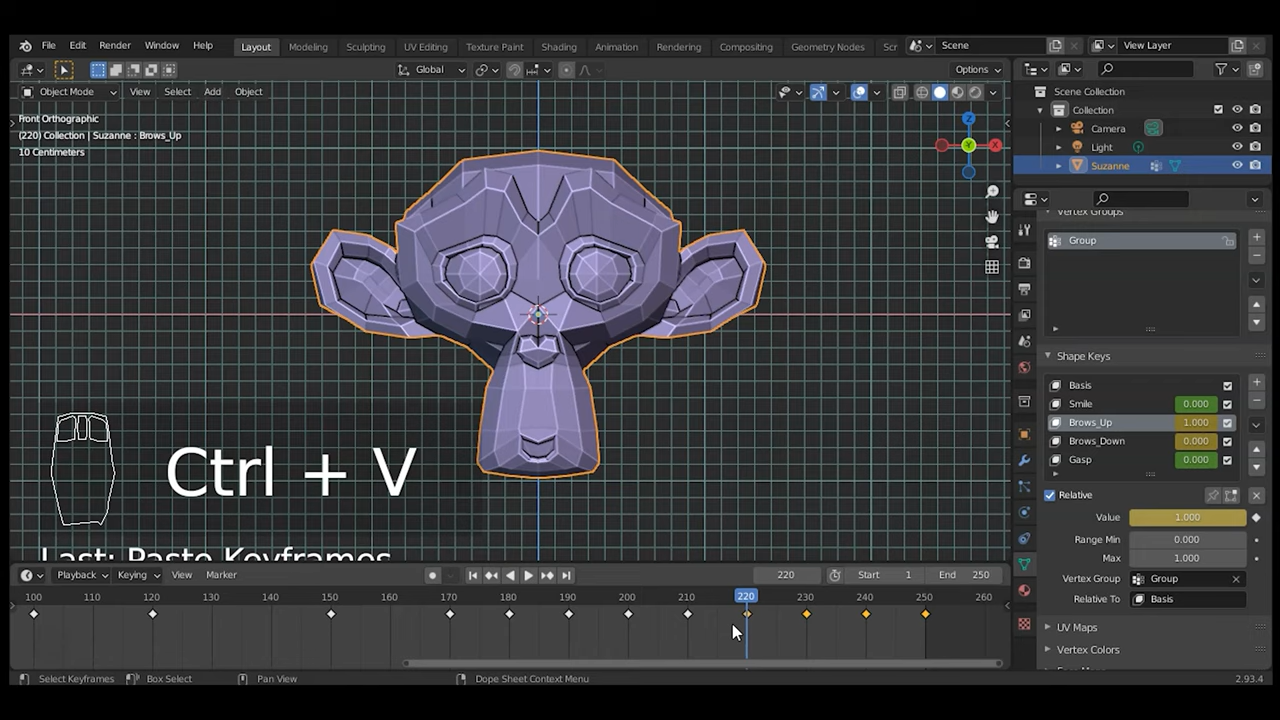 File Edit Render Window Help Layout Modeling Sculpting UV Editing Texture Paint Shading Animation Rendering Compositing Geometry Nodes Scr Scene View Layer
Global Options
Object Mode View Select Add Object
Front Orthographic
(220) Collection | Suzanne : Brows_Up
10 Centimeters
Z
Y
X
Scene Collection
Collection
Camera
Light
Suzanne
Vertex Groups
Group
Shape Keys
Basis
Smile 0.000
Brows_Up 1.000
Brows_Down 0.000
Gasp 0.000
Relative
Value 1.000
Range Min 0.000
Max 1.000
Vertex Group Group
Relative To Basis
UV Maps
Vertex Colors
Ctrl + V
Last: Paste Keyframes
Playback Keying View Marker 220 Start 1 End 250
100 110 120 130 140 150 160 170 180 190 200 210 220 230 240 250 260
Select Keyframes Box Select Pan View Dope Sheet Context Menu 2.93.4